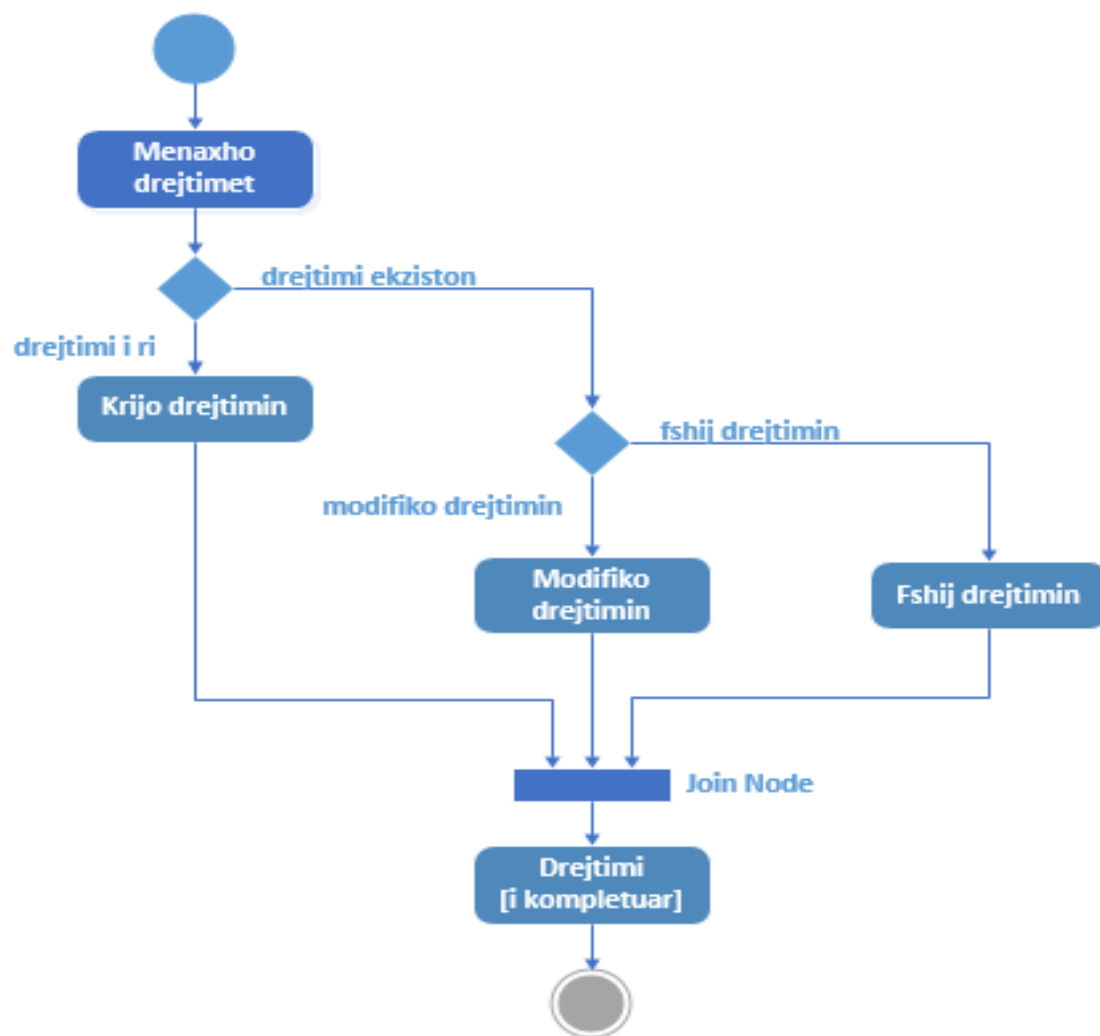 Menaxho
drejtimet
drejtimi ekziston
drejtimi i ri
Krijo drejtimin
fshij drejtimin
modifiko drejtimin
Modifiko
drejtimin
Fshij drejtimin
Join Node
Drejtimi
[i kompletuar]